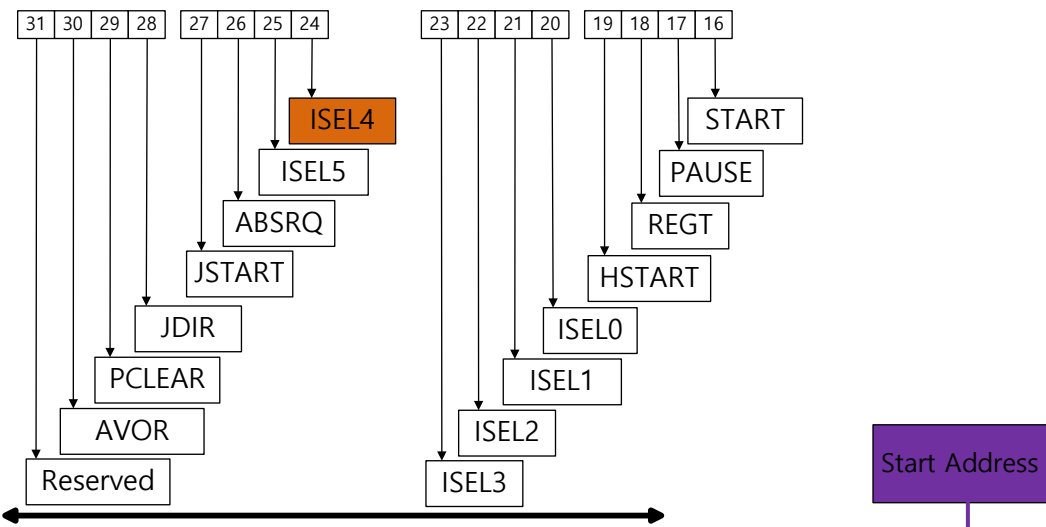 31 30 29 28 27 26 25 24 23 22 21 20 19 18 17 16
ISEL4 START
ISEL5 PAUSE
ABSRQ REGT
JSTART HSTART
JDIR ISEL0
PCLEAR ISEL1
AVOR ISEL2
Start Address
Reserved ISEL3